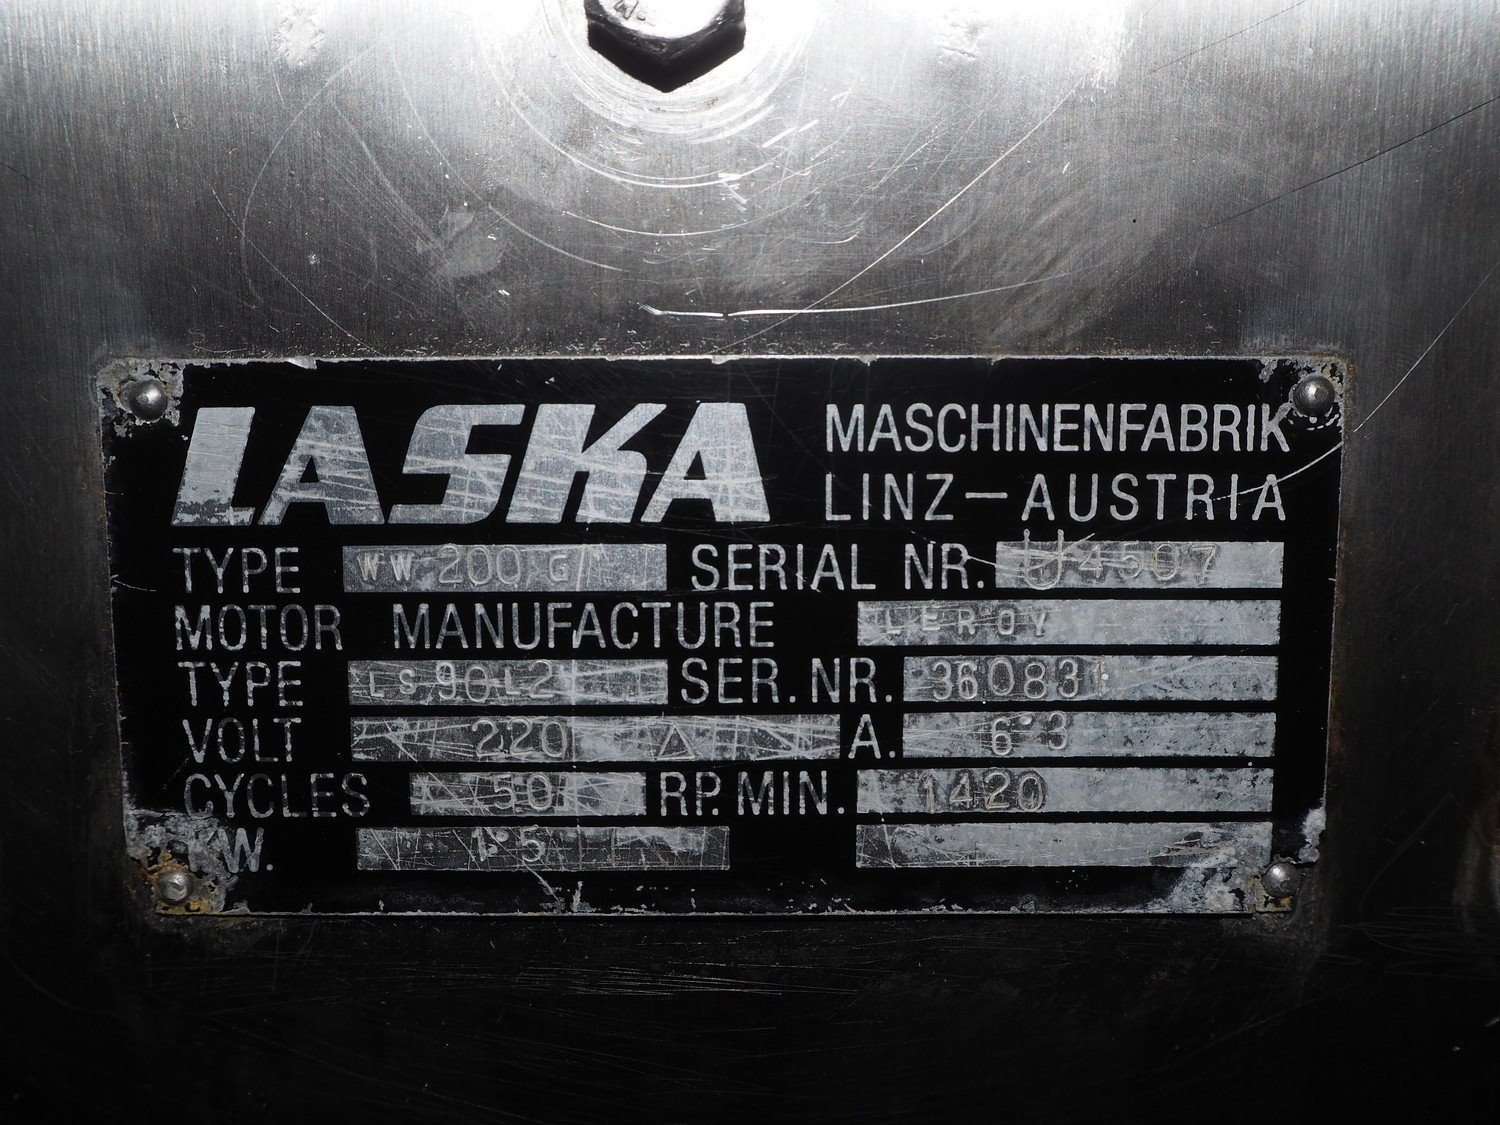 LASKA
MASCHINENFABRIK
LINZ-AUSTRIA
TYPE WW 200 G SERIAL NR. U 4507
MOTOR MANUFACTURE LEROY
TYPE LS 90 L2 SER. NR. 360831
VOLT 220 △ A. 6.3
CYCLES 50 RP. MIN. 1420
KW. 1.5